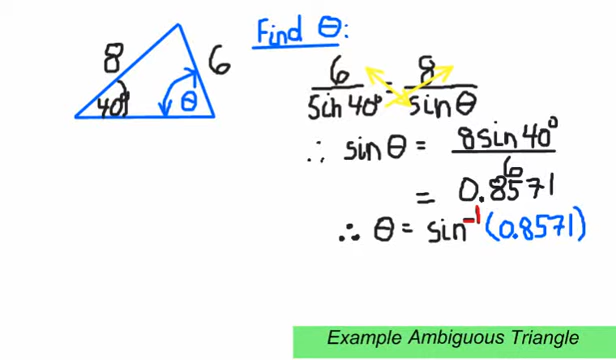 Find θ:
8
6
40°
θ
6 / Sin 40° = 8 / sin θ
∴ sin θ = 8 sin 40° / 6
= 0.8571
∴ θ = sin⁻¹ (0.8571)
Example Ambiguous Triangle